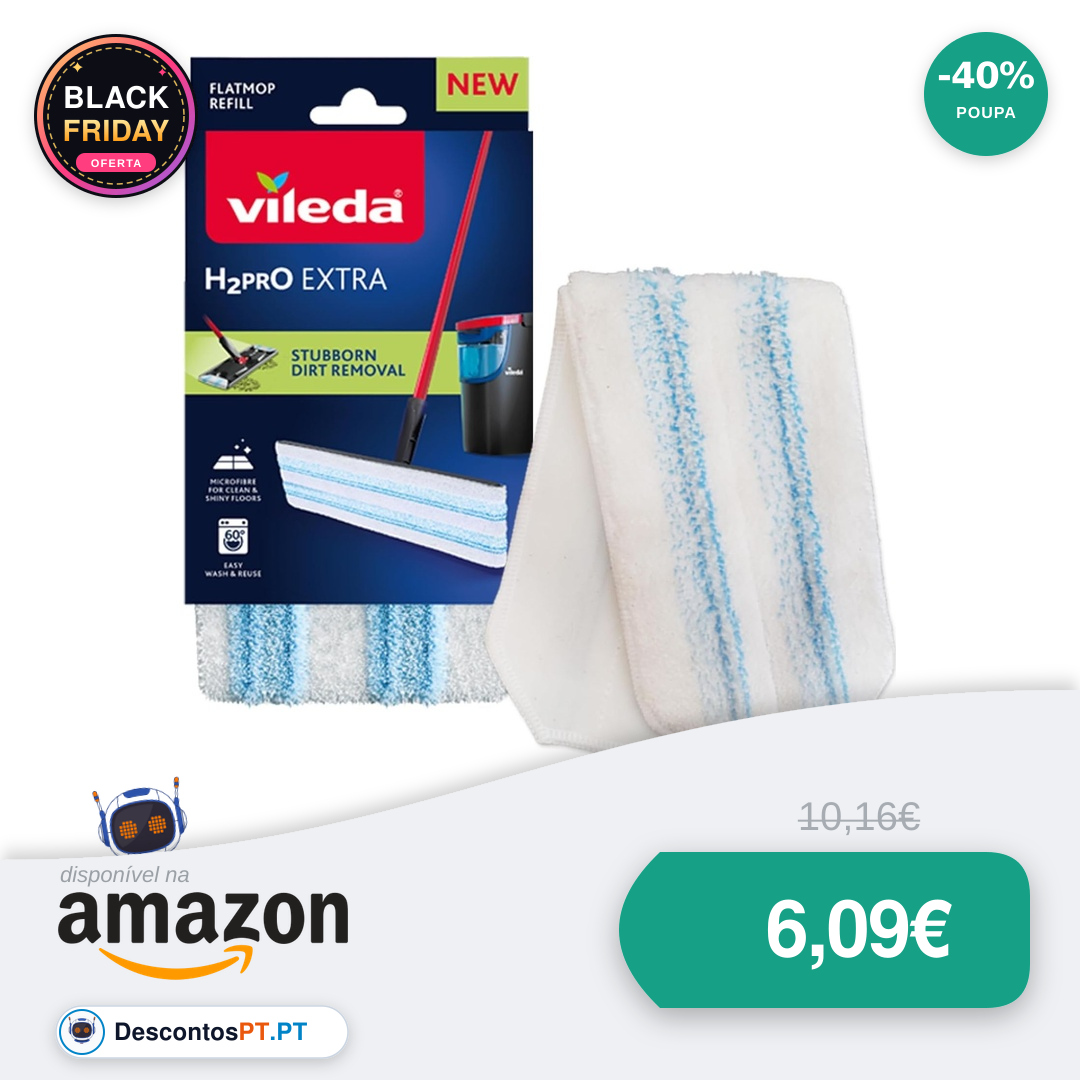 BLACK
FRIDAY
OFERTA
-40%
POUPA
FLATMOP
REFILL
NEW
vileda®
H2PRO EXTRA
STUBBORN
DIRT REMOVAL
vileda
MICROFIBRE
FOR CLEAN &
SHINY FLOORS
60°
EASY
WASH & REUSE
10,16€
6,09€
disponível na
amazon
DescontosPT.PT